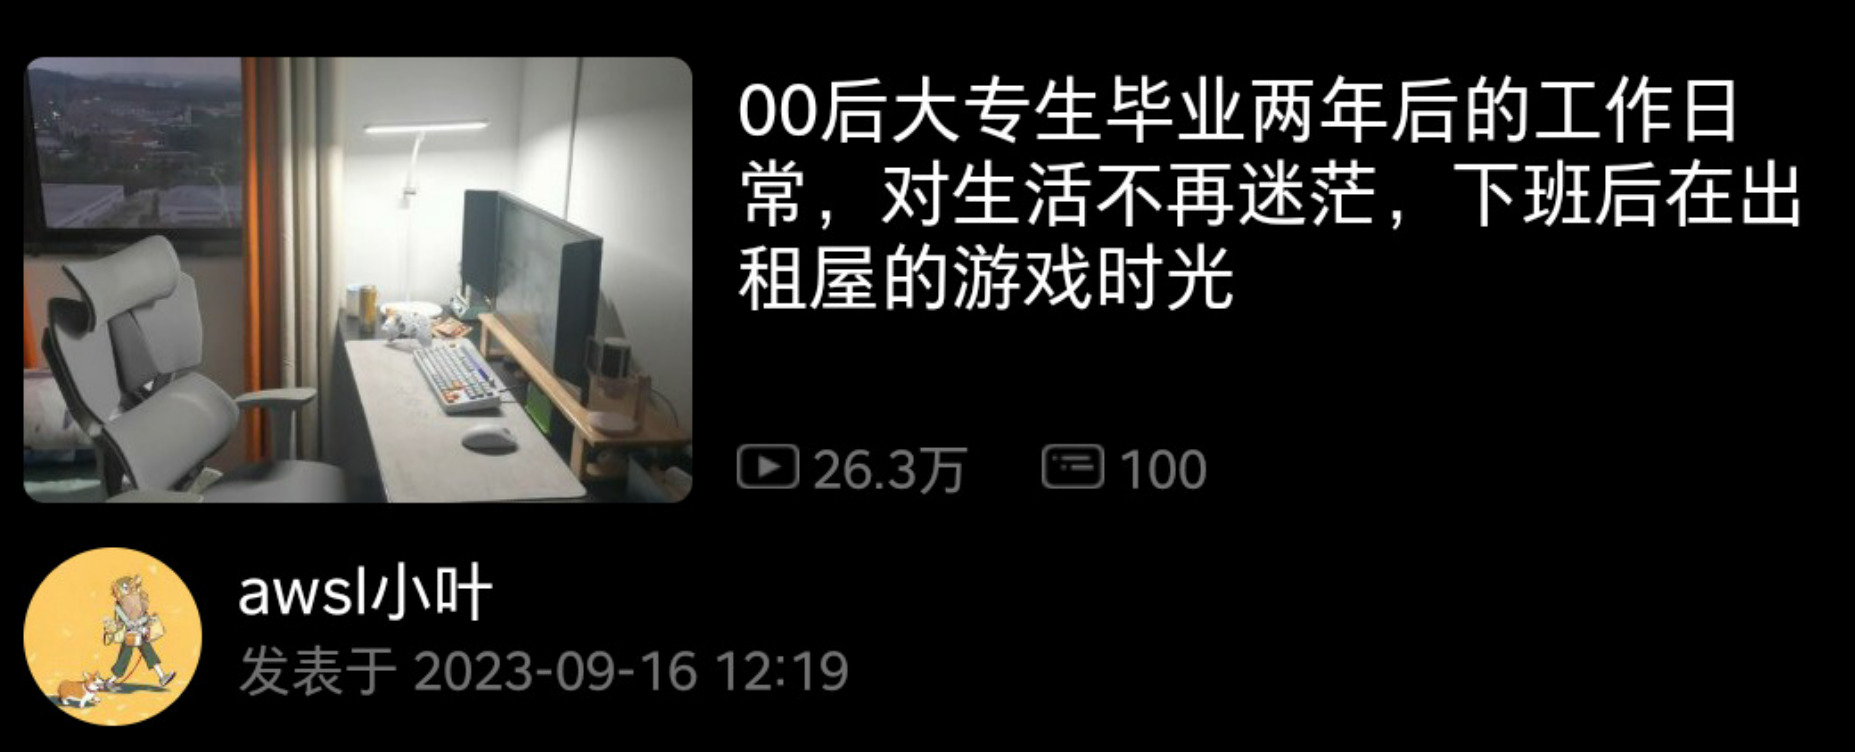 00后大专生毕业两年后的工作日
常，对生活不再迷茫，下班后在出
租屋的游戏时光
26.3万 100
awsl小叶
发表于 2023-09-16 12:19